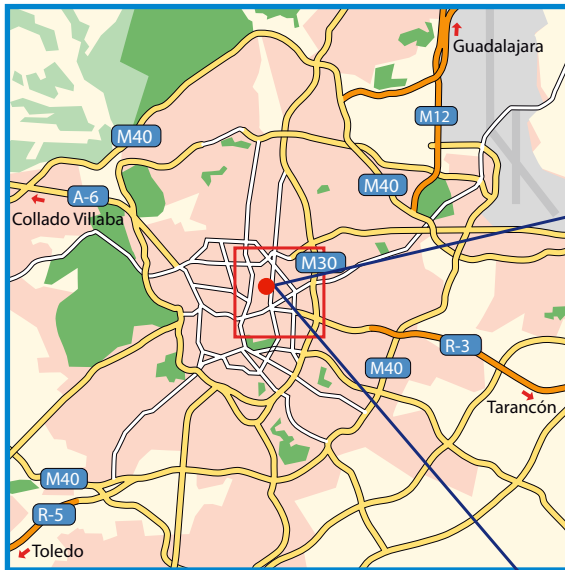 Guadalajara
M12
M40
M40
A-6
Collado Villaba
M30
R-3
M40
Tarancón
M40
R-5
Toledo